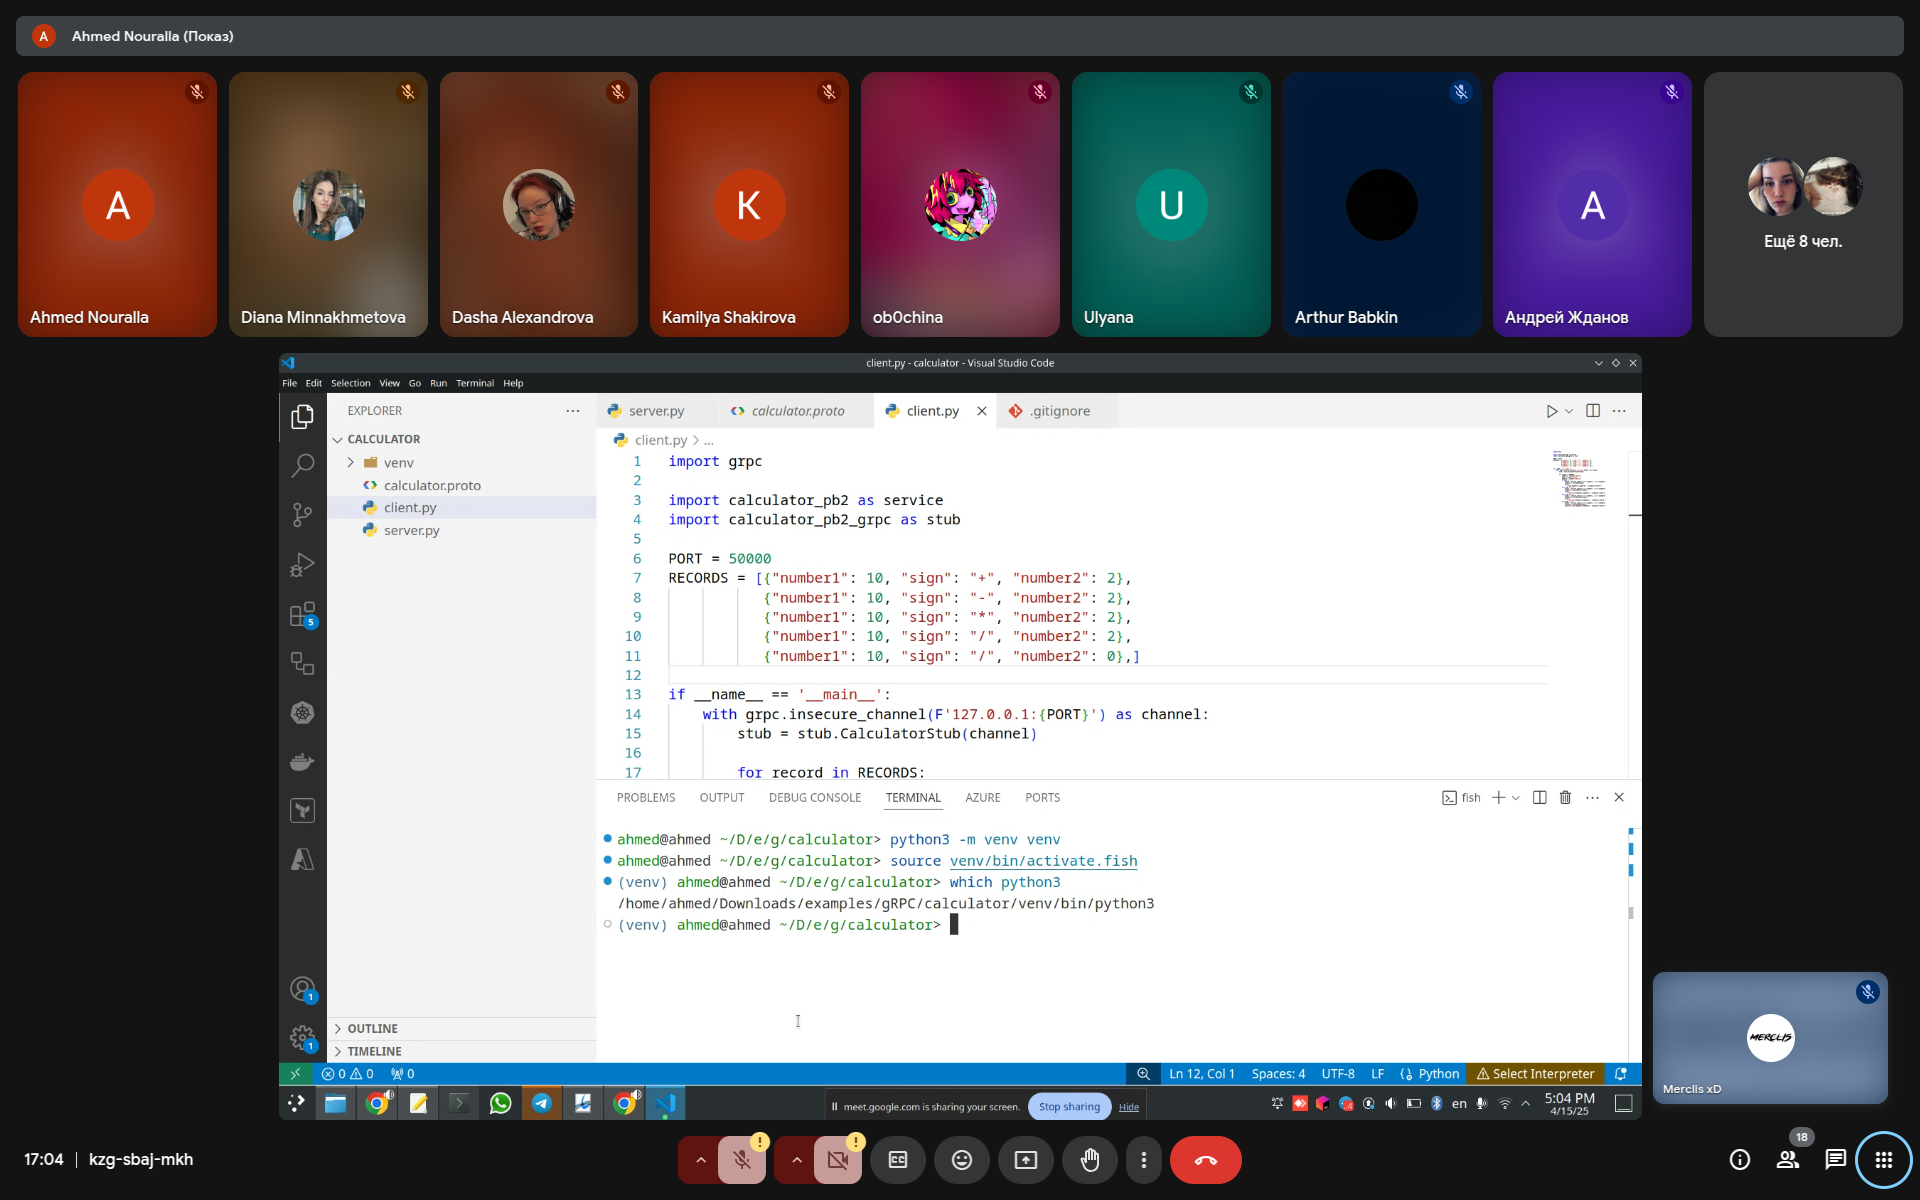 A Ahmed Nouralla (Показ)
A
K
U
A
Ещё 8 чел.
Ahmed Nouralla
Diana Minnakhmetova
Dasha Alexandrova
Kamilya Shakirova
ob0china
Ulyana
Arthur Babkin
Андрей Жданов
client.py - calculator - Visual Studio Code
File Edit Selection View Go Run Terminal Help
EXPLORER
CALCULATOR
venv
calculator.proto
client.py
server.py
OUTLINE
TIMELINE
5
1
1
server.py calculator.proto client.py .gitignore
client.py > ...
1 import grpc
2
3 import calculator_pb2 as service
4 import calculator_pb2_grpc as stub
5
6 PORT = 50000
7 RECORDS = [{"number1": 10, "sign": "+", "number2": 2},
8 {"number1": 10, "sign": "-", "number2": 2},
9 {"number1": 10, "sign": "*", "number2": 2},
10 {"number1": 10, "sign": "/", "number2": 2},
11 {"number1": 10, "sign": "/", "number2": 0},]
12
13 if __name__ == '__main__':
14 with grpc.insecure_channel(F'127.0.0.1:{PORT}') as channel:
15 stub = stub.CalculatorStub(channel)
16
17 for record in RECORDS:
PROBLEMS OUTPUT DEBUG CONSOLE TERMINAL AZURE PORTS
fish
ahmed@ahmed ~/D/e/g/calculator> python3 -m venv venv
ahmed@ahmed ~/D/e/g/calculator> source venv/bin/activate.fish
(venv) ahmed@ahmed ~/D/e/g/calculator> which python3
/home/ahmed/Downloads/examples/gRPC/calculator/venv/bin/python3
(venv) ahmed@ahmed ~/D/e/g/calculator>
0 0 0
Ln 12, Col 1 Spaces: 4 UTF-8 LF Python Select Interpreter
meet.google.com is sharing your screen. Stop sharing Hide
en
5:04 PM
4/15/25
MERCLIS
Merclis xD
17:04 | kzg-sbaj-mkh
18